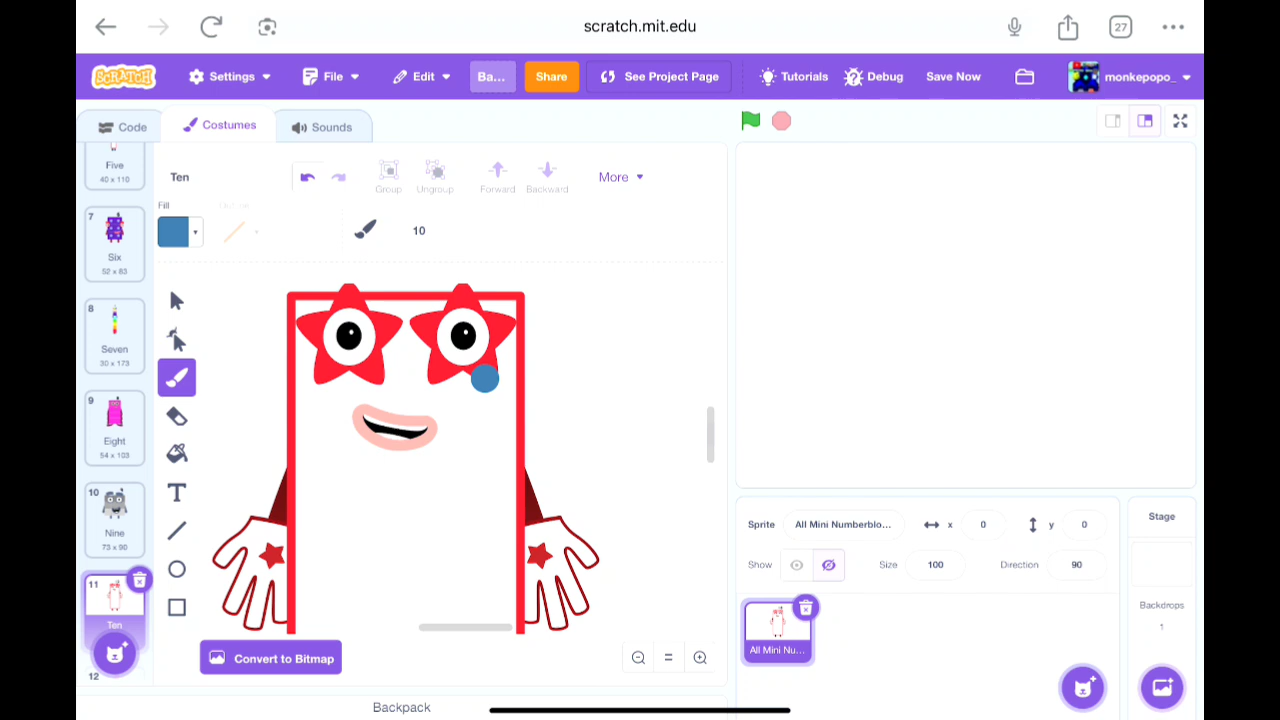 scratch.mit.edu
27
SCRATCH
Settings
File
Edit
Ba...
Share
See Project Page
Tutorials
Debug
Save Now
monkepopo_
Code
Costumes
Sounds
Five
40 x 110
7
Six
52 x 83
8
Seven
30 x 173
9
Eight
54 x 103
10
Nine
73 x 90
11
Ten
12
Ten
Group
Ungroup
Forward
Backward
More
Fill
10
T
Convert to Bitmap
Backpack
Sprite
All Mini Numberblo...
x
0
y
0
Show
Size
100
Direction
90
All Mini Nu...
Stage
Backdrops
1